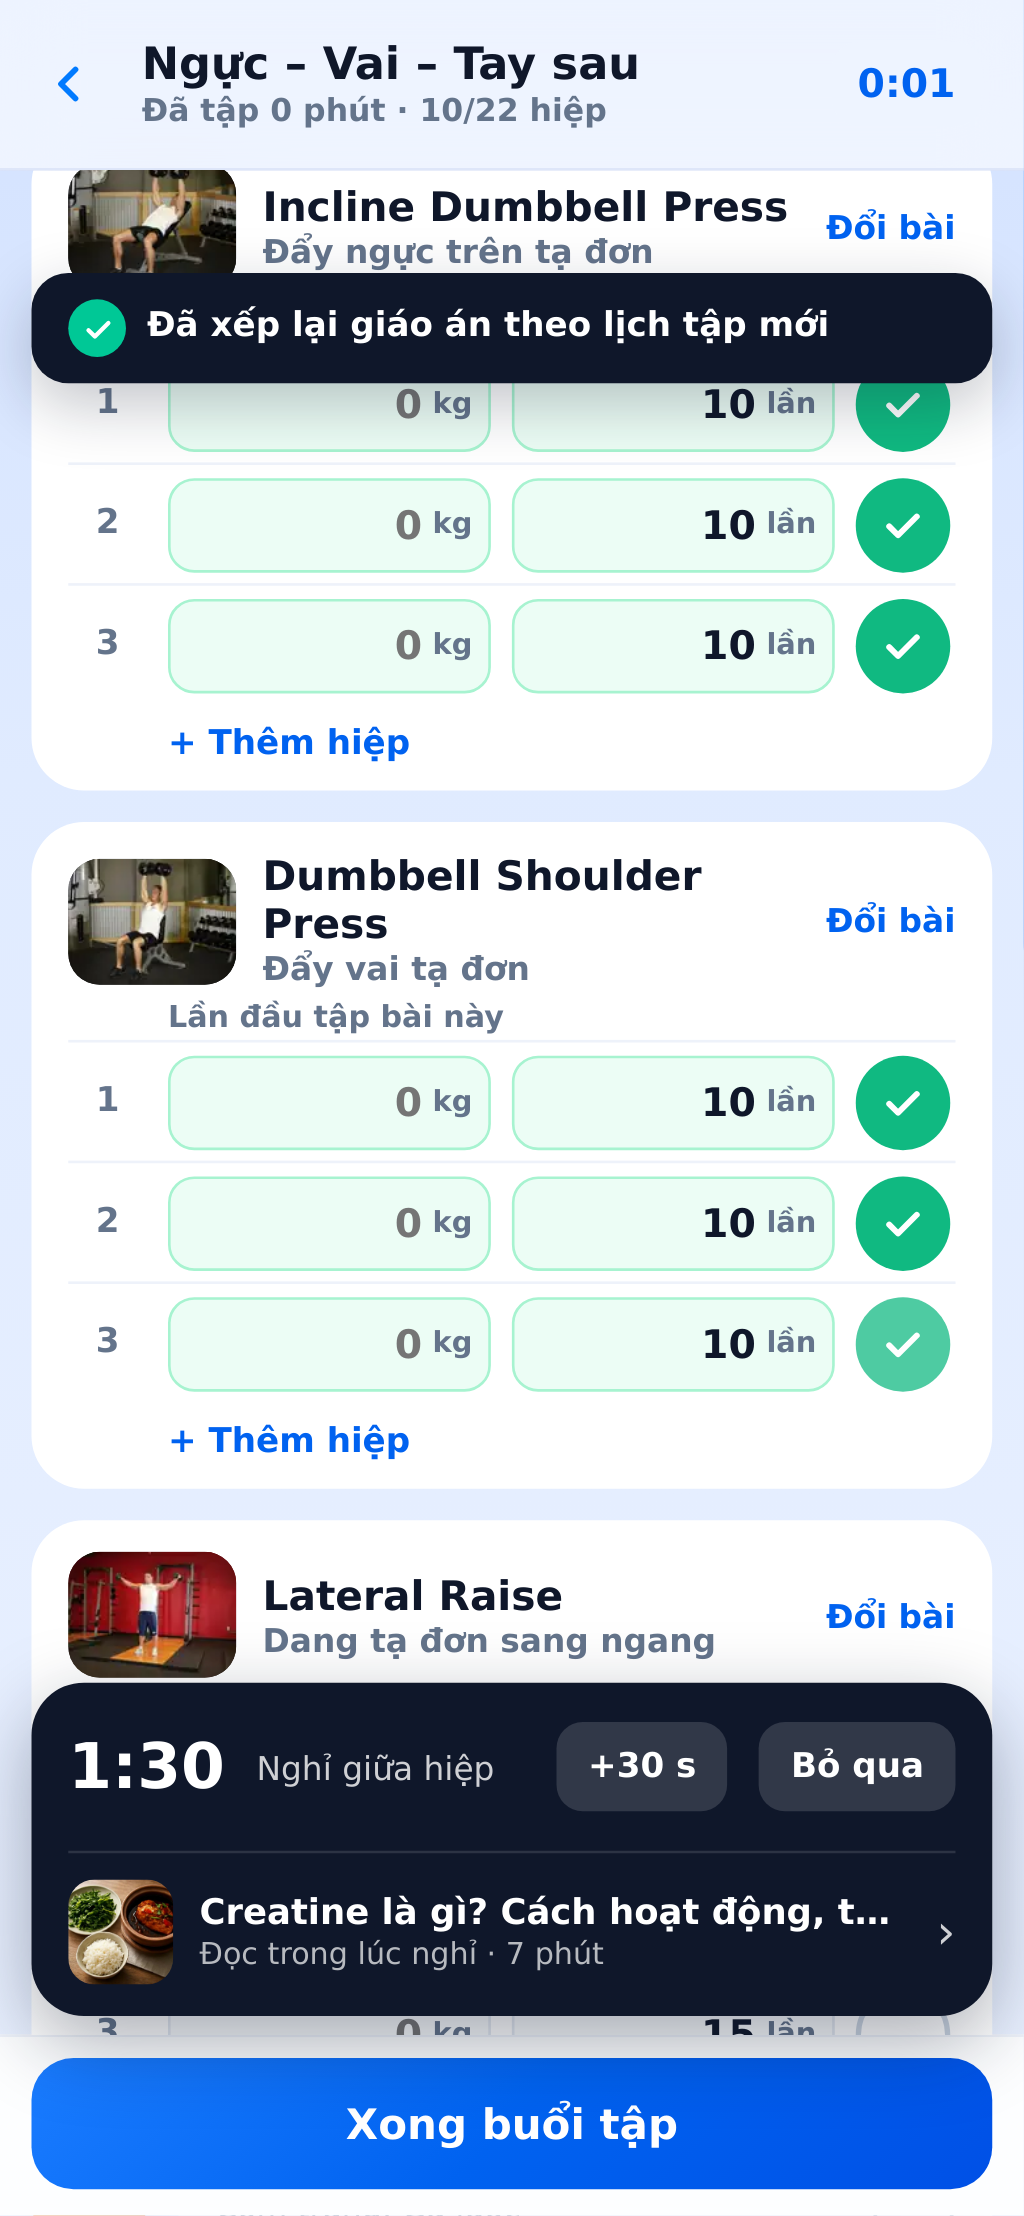 Ngực – Vai – Tay sau
0:01
Đã tập 0 phút · 10/22 hiệp
Incline Dumbbell Press
Đổi bài
Đẩy ngực trên tạ đơn
Đã xếp lại giáo án theo lịch tập mới
1 0 kg 10 lần
2 0 kg 10 lần
3 0 kg 10 lần
+ Thêm hiệp
Dumbbell Shoulder
Press
Đổi bài
Đẩy vai tạ đơn
Lần đầu tập bài này
1 0 kg 10 lần
2 0 kg 10 lần
3 0 kg 10 lần
+ Thêm hiệp
Lateral Raise
Đổi bài
Dang tạ đơn sang ngang
1:30 Nghỉ giữa hiệp +30 s Bỏ qua
Creatine là gì? Cách hoạt động, t...
Đọc trong lúc nghỉ · 7 phút
3 0 kg 15 lần
Xong buổi tập